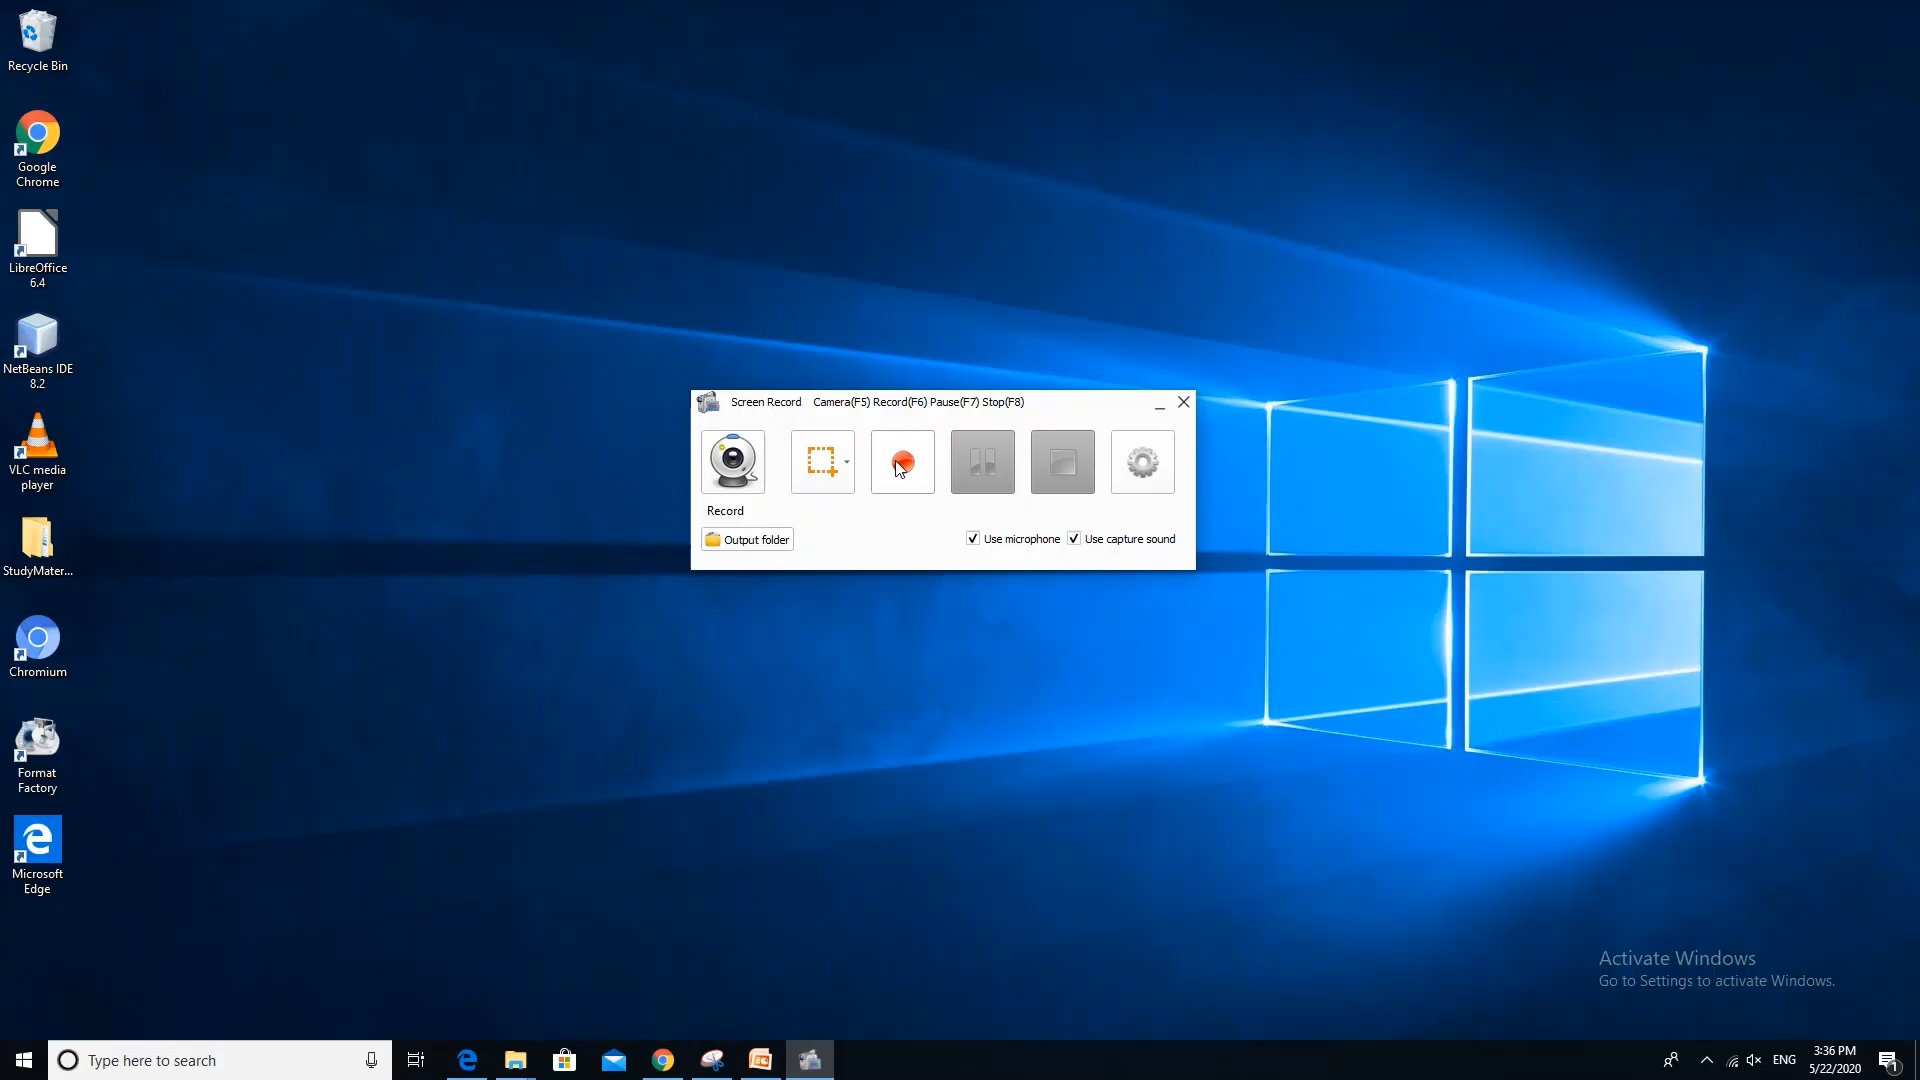 Recycle Bin
Google
Chrome
LibreOffice
6.4
NetBeans IDE
8.2
VLC media
player
StudyMater...
Chromium
Format
Factory
Microsoft
Edge
Screen Record Camera(F5) Record(F6) Pause(F7) Stop(F8)
Record
Output folder
Use microphone
Use capture sound
Activate Windows
Go to Settings to activate Windows.
Type here to search
ENG
3:36 PM
5/22/2020
1